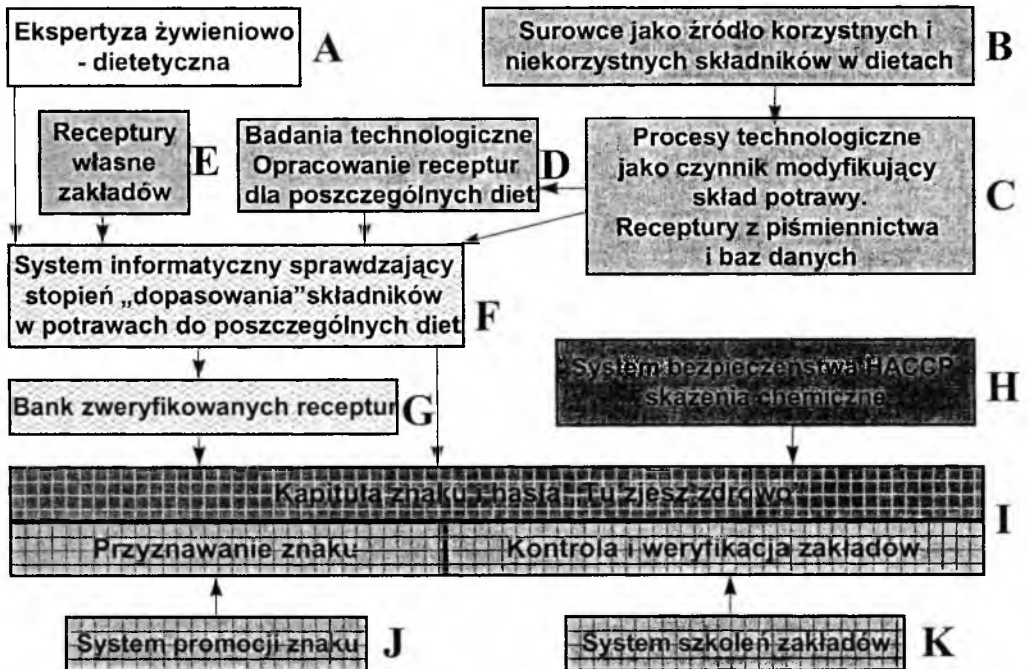 Ekspertyza żywieniowo
- dietetyczna
A
Surowce jako źródło korzystnych i
niekorzystnych składników w dietach
B
Receptury
własne
zakładów
E
Badania technologiczne
Opracowanie receptur
dla poszczególnych diet
D
Procesy technologiczne
jako czynnik modyfikujący
skład potrawy.
Receptury z piśmiennictwa
i baz danych
C
System informatyczny sprawdzający
stopień „dopasowania”składników
w potrawach do poszczególnych diet
F
System bezpieczeństwa HACCP
skażenia chemiczne
H
Bank zweryfikowanych receptur
G
Kapituła znaku i hasła „Tu zjesz zdrowo”
I
Przyznawanie znaku
Kontrola i weryfikacja zakładów
System promocji znaku
J
System szkoleń zakładów
K